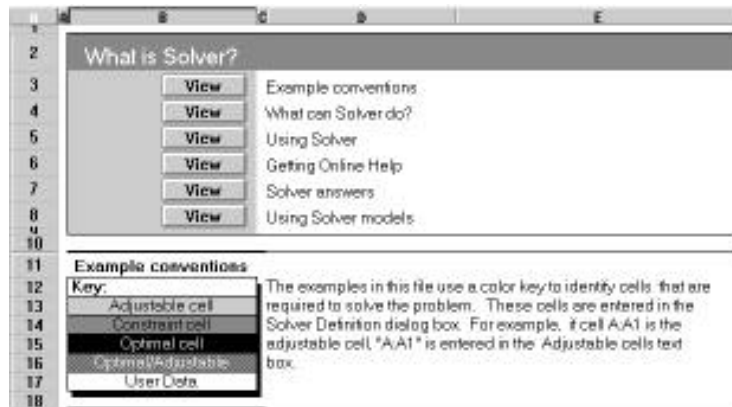 A B C D E
1
2 What is Solver?
3 View Example conventions
4 View What can Solver do?
5 View Using Solver
6 View Getting Online Help
7 View Solver answers
8 View Using Solver models
9
10
11 Example conventions
12 Key: The examples in this file use a color key to identify cells that are
13 Adjustable cell required to solve the problem. These cells are entered in the
14 Constraint cell Solver Definition dialog box. For example, if cell A:A1 is the
15 Optimal cell adjustable cell, "A:A1" is entered in the Adjustable cells text
16 Optimal/Adjustable box.
17 User Data
18